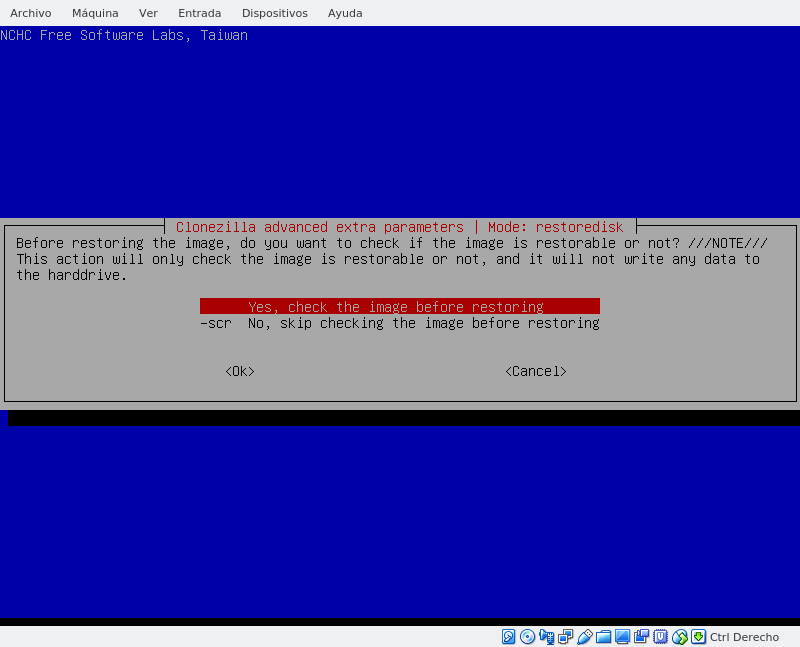 Archivo Máquina Ver Entrada Dispositivos Ayuda
NCHC Free Software Labs, Taiwan
Clonezilla advanced extra parameters | Mode: restoredisk
Before restoring the image, do you want to check if the image is restorable or not? ///NOTE///
This action will only check the image is restorable or not, and it will not write any data to
the harddrive.
Yes, check the image before restoring
-scr No, skip checking the image before restoring
<Ok> <Cancel>
Ctrl Derecho